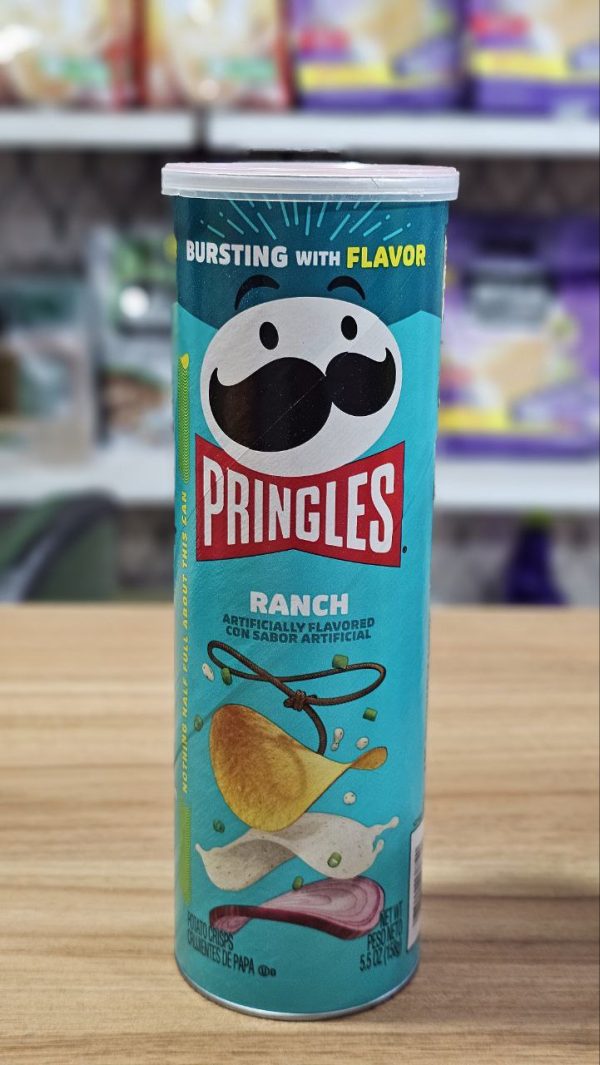 BURSTING WITH FLAVOR
PRINGLES
RANCH
ARTIFICIALLY FLAVORED
CON SABOR ARTIFICIAL
NOTHING HALF FULL ABOUT THIS CAN
POTATO CRISPS
CRUJIENTES DE PAPA
NET WT
PESO NETO
5.5 OZ (158g)